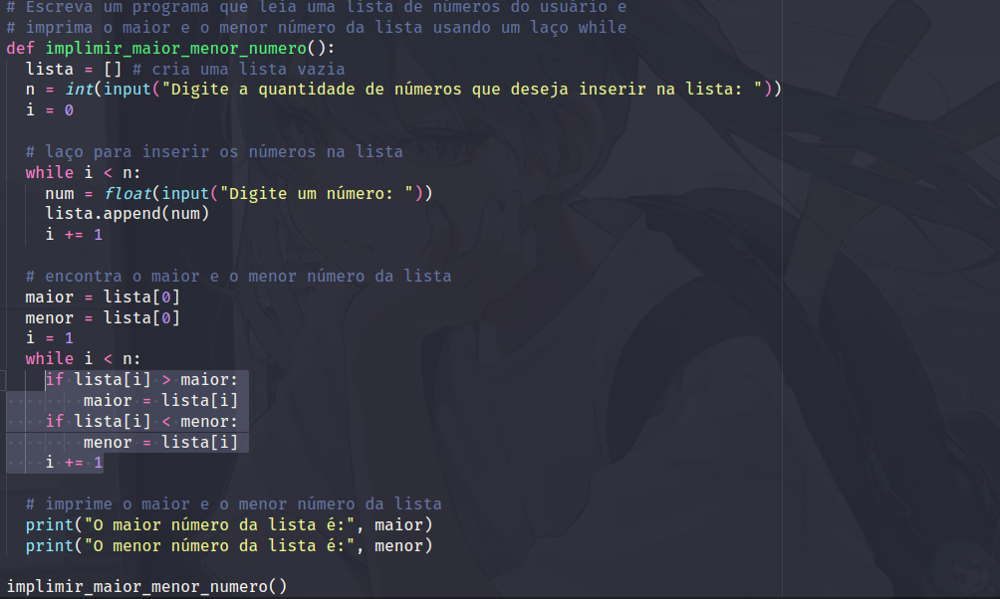 # Escreva um programa que leia uma lista de números do usuário e
# imprima o maior e o menor número da lista usando um laço while
def implimir_maior_menor_numero():
  lista = [] # cria uma lista vazia
  n = int(input("Digite a quantidade de números que deseja inserir na lista: "))
  i = 0

  # laço para inserir os números na lista
  while i < n:
    num = float(input("Digite um número: "))
    lista.append(num)
    i += 1

  # encontra o maior e o menor número da lista
  maior = lista[0]
  menor = lista[0]
  i = 1
  while i < n:
    if lista[i] > maior:
        maior = lista[i]
    if lista[i] < menor:
        menor = lista[i]
    i += 1

  # imprime o maior e o menor número da lista
  print("O maior número da lista é:", maior)
  print("O menor número da lista é:", menor)

implimir_maior_menor_numero()